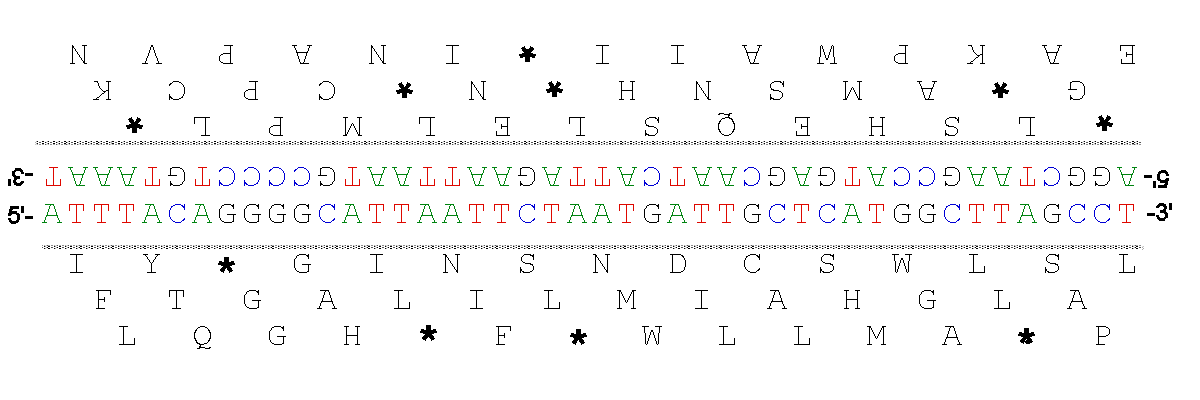 N V P A N I * I I A W P K A E
K C P C * N * H N S M A * G
* L P M L E L S Q E H S L *
3'- TAAATGTCCCCGTAATTAAGATTACTAACGAGTACCGAATCGGA -5'
5'- ATTTACAGGGGCATTAATTCTAATGATTGCTCATGGCTTAGCCT -3'
I Y * G I N S N D C S W L S L
F T G A L I L M I A H G L A
L Q G H * F * W L L M A * P